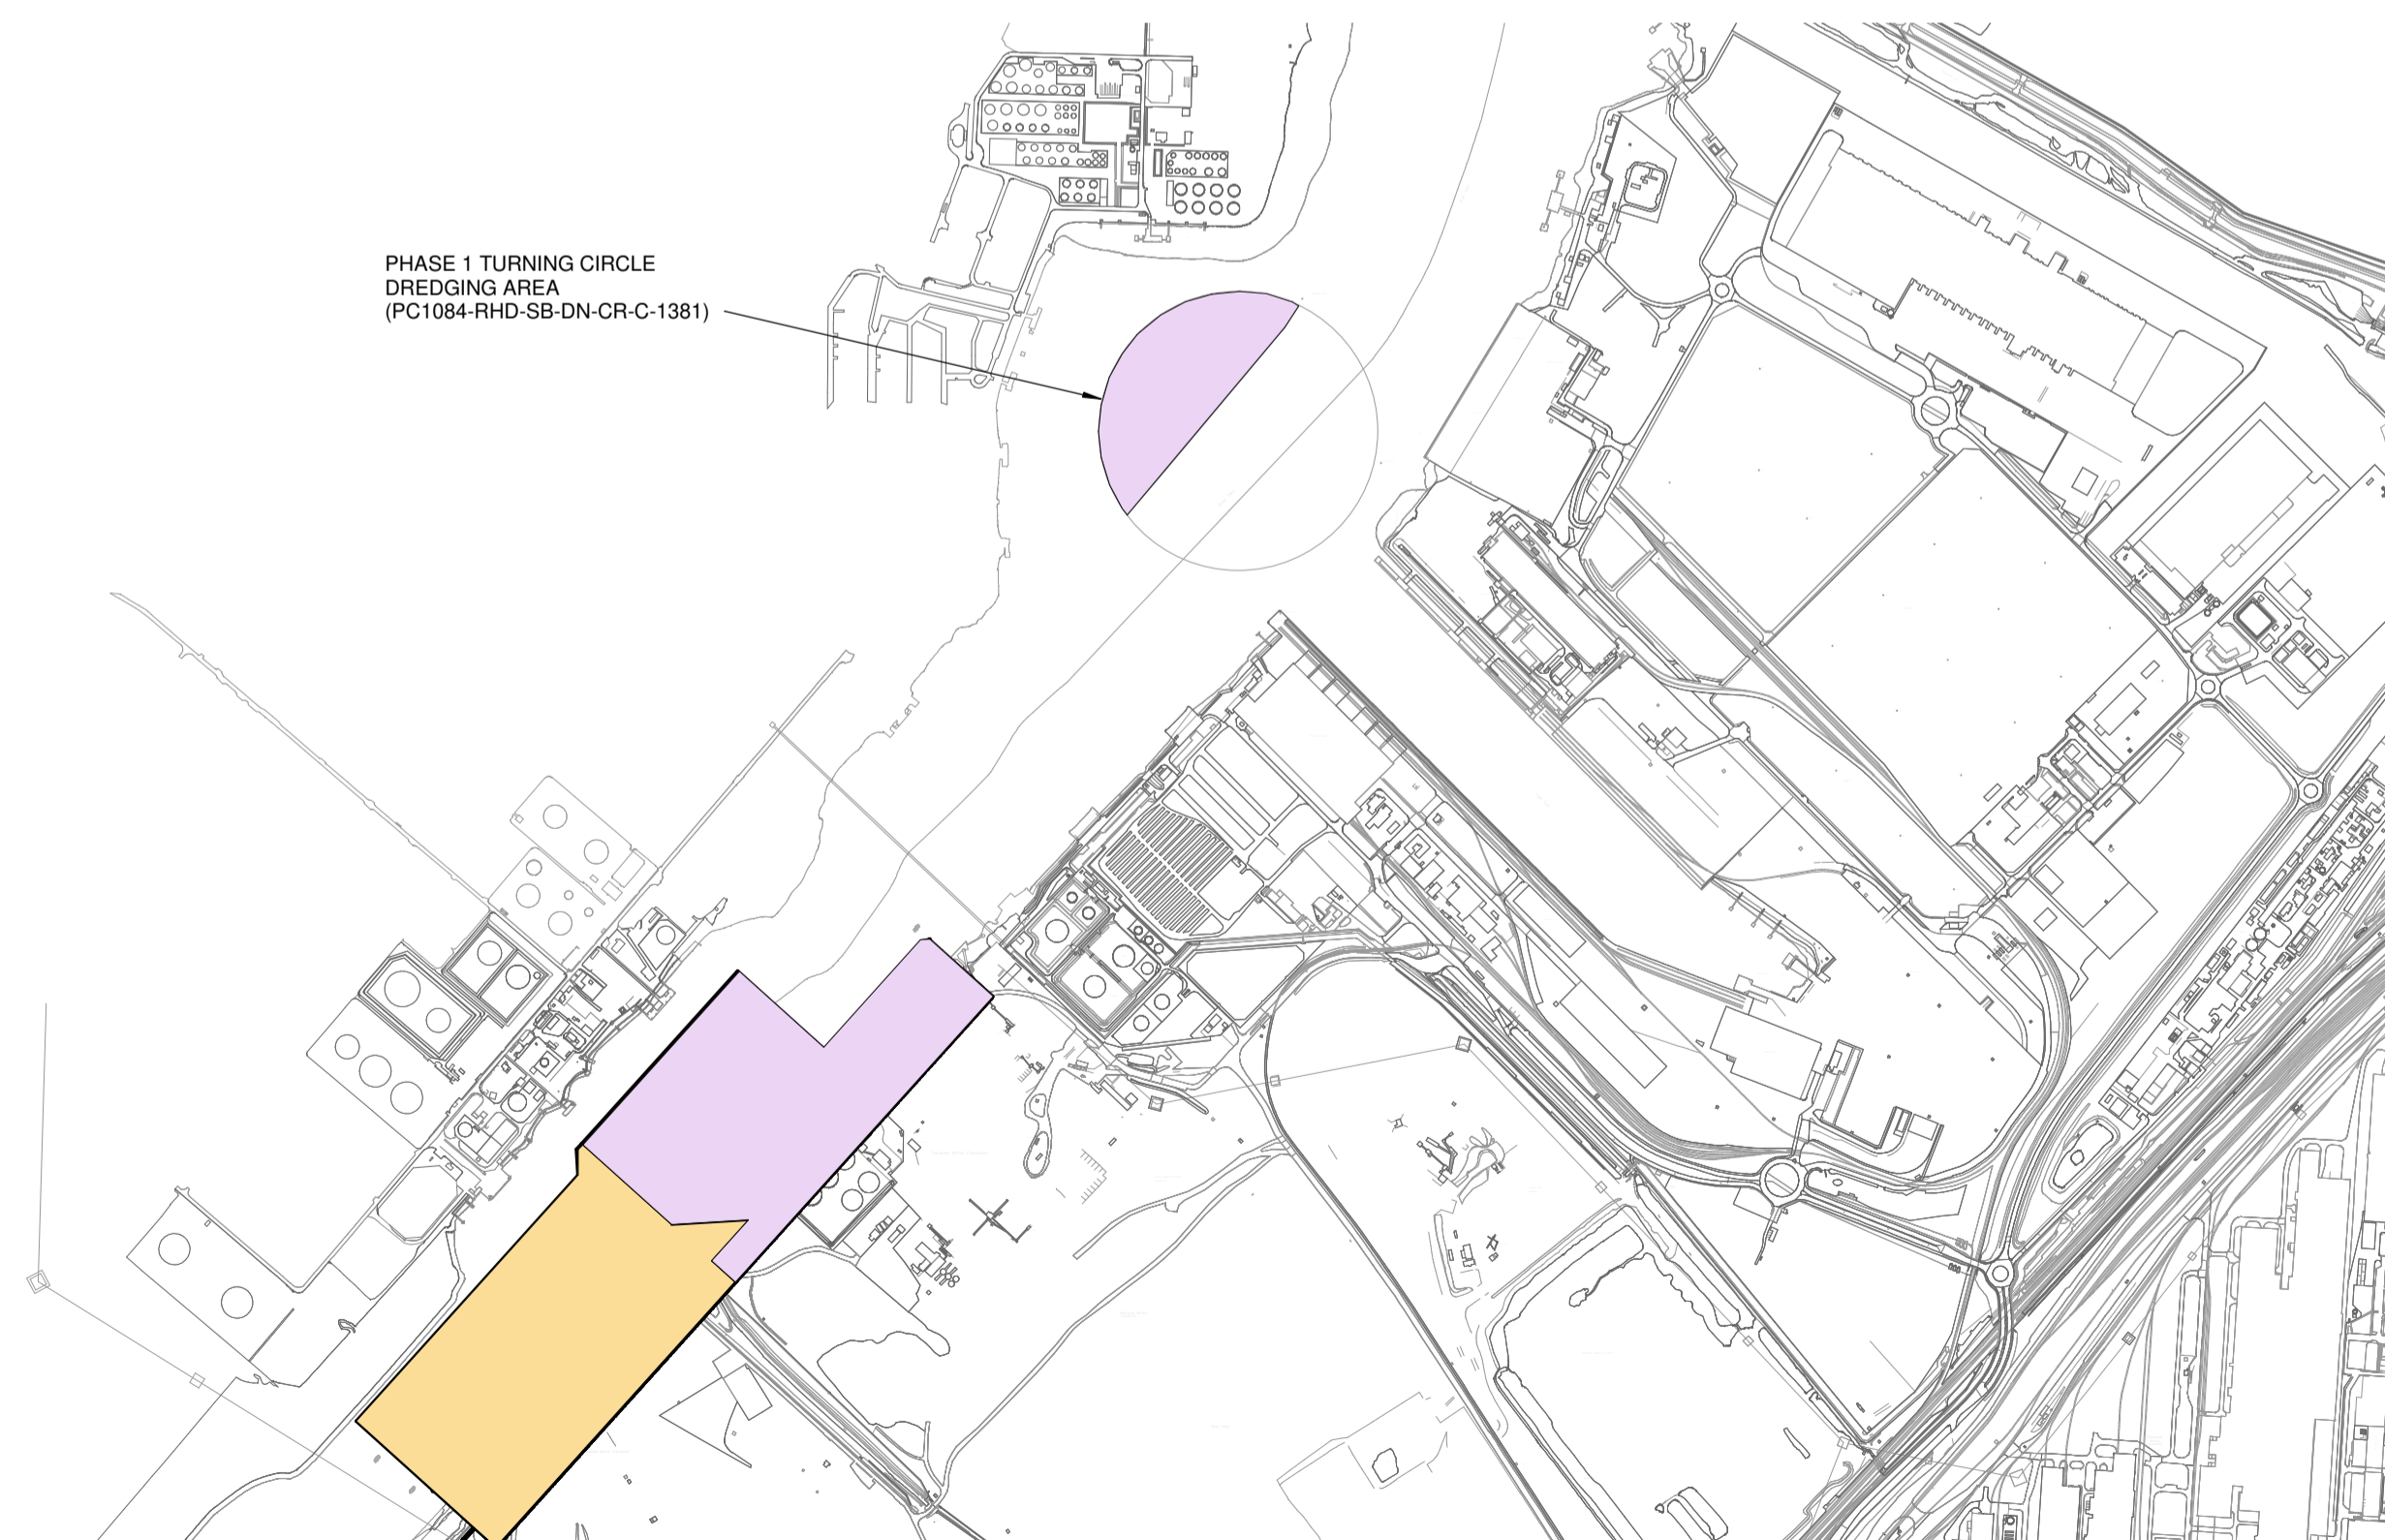 PHASE 1 TURNING CIRCLE
DREDGING AREA
(PC1084-RHD-SB-DN-CR-C-1381)